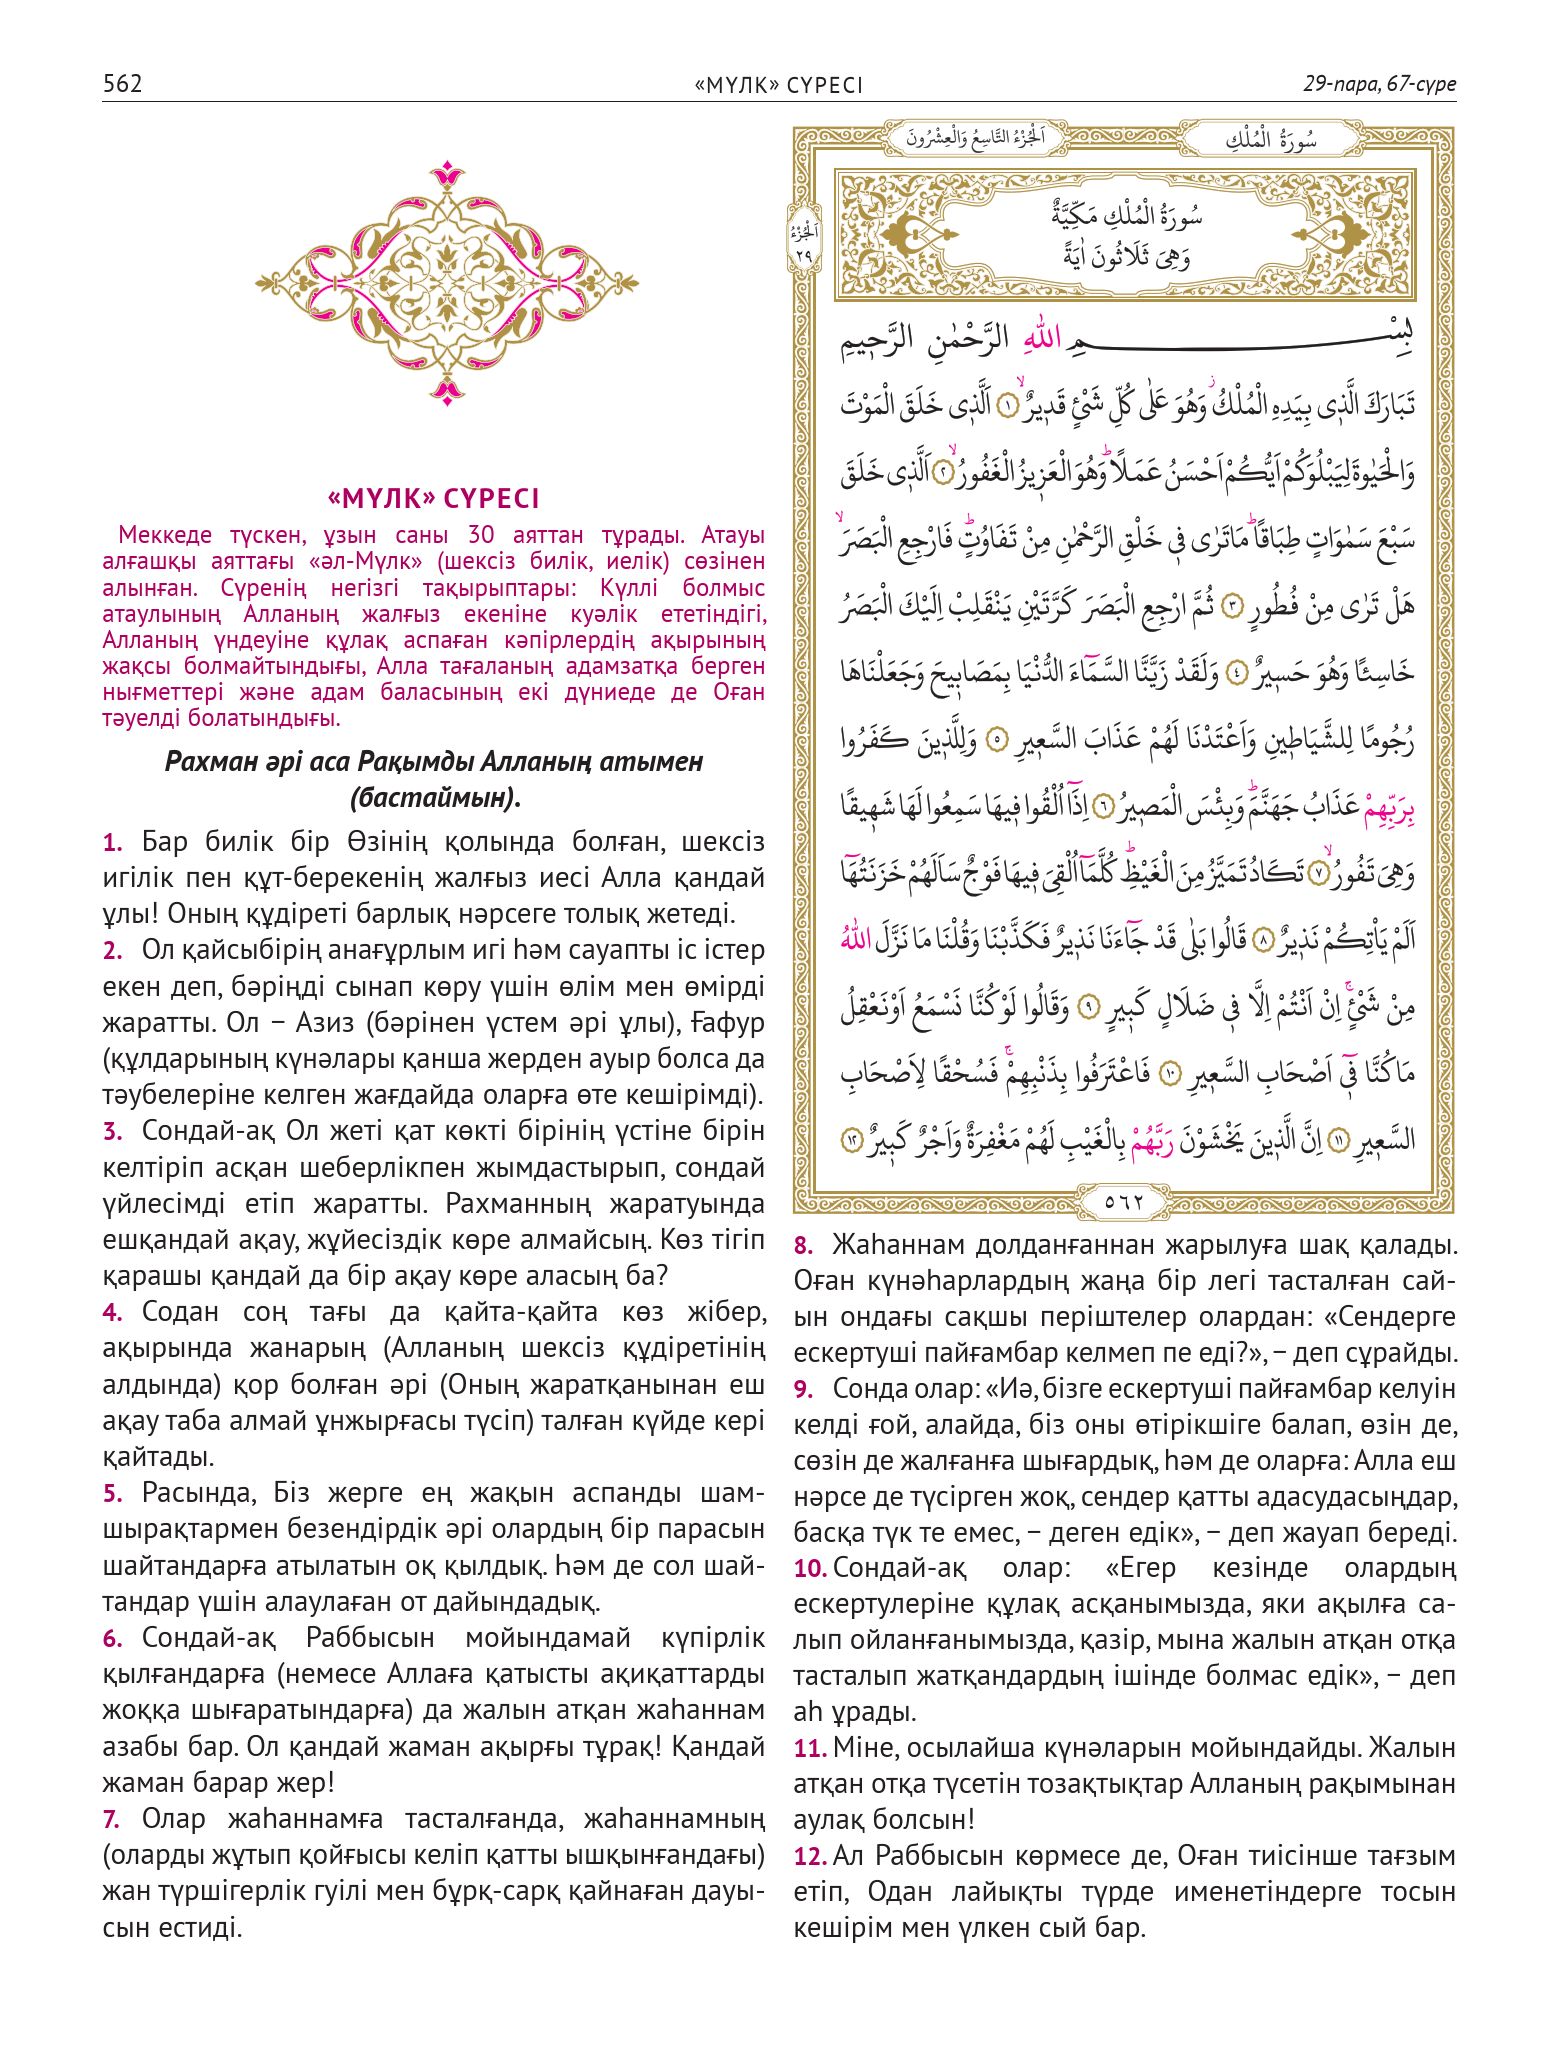 562
«МҮЛК» СҮРЕСІ
29-пара, 67-сүре
«МҮЛК» СҮРЕСІ
Меккеде түскен, ұзын саны 30 аяттан тұрады. Атауы
алғашқы аяттағы «әл-Мүлк» (шексіз билік, иелік) сөзінен
алынған. Сүренің негізгі тақырыптары: Күллі болмыс
атаулының Алланың жалғыз екеніне куәлік ететіндігі,
Алланың үндеуіне құлақ аспаған кәпірлердің ақырының
жақсы болмайтындығы, Алла тағаланың адамзатқа берген
нығметтері және адам баласының екі дүниеде де Оған
тәуелді болатындығы.
Рахман әрі аса Рақымды Алланың атымен
(бастаймын).
1. Бар билік бір Өзінің қолында болған, шексіз
игілік пен құт-берекенің жалғыз иесі Алла қандай
ұлы! Оның құдіреті барлық нәрсеге толық жетеді.
2. Ол қайсыбірің анағұрлым игі һәм сауапты іс істер
екен деп, бәріңді сынап көру үшін өлім мен өмірді
жаратты. Ол – Азиз (бәрінен үстем әрі ұлы), Ғафур
(құлдарының күнәлары қанша жерден ауыр болса да
тәубелеріне келген жағдайда оларға өте кешірімді).
3. Сондай-ақ Ол жеті қат көкті бірінің үстіне бірін
келтіріп асқан шеберлікпен жымдастырып, сондай
үйлесімді етіп жаратты. Рахманның жаратуында
ешқандай ақау, жүйесіздік көре алмайсың. Көз тігіп
қарашы қандай да бір ақау көре аласың ба?
4. Содан соң тағы да қайта-қайта көз жібер,
ақырында жанарың (Алланың шексіз құдіретінің
алдында) қор болған әрі (Оның жаратқанынан еш
ақау таба алмай ұнжырғасы түсіп) талған күйде кері
қайтады.
5. Расында, Біз жерге ең жақын аспанды шам-
шырақтармен безендірдік әрі олардың бір парасын
шайтандарға атылатын оқ қылдық. Һәм де сол шай-
тандар үшін алаулаған от дайындадық.
6. Сондай-ақ Раббысын мойындамай күпірлік
қылғандарға (немесе Аллаға қатысты ақиқаттарды
жоққа шығаратындарға) да жалын атқан жаһаннам
азабы бар. Ол қандай жаман ақырғы тұрақ! Қандай
жаман барар жер!
7. Олар жаһаннамға тасталғанда, жаһаннамның
(оларды жұтып қойғысы келіп қатты ышқынғандағы)
жан түршігерлік гуілі мен бұрқ-сарқ қайнаған дауы-
сын естиді.
سُورَةُ الْمُلْكِ
اَلْجُزْءُ التَّاسِعُ وَالْعِشْرُونَ
اَلْجُزْءُ
٢٩
سُورَةُ الْمُلْكِ مَكِّيَّةٌ
وَهِىَ ثَلَاثُونَ اٰيَةً
بِسْمِ اللّٰهِ الرَّحْمٰنِ الرَّحٖيمِ
تَبَارَكَ الَّذٖى بِيَدِهِ الْمُلْكُ ز وَهُوَ عَلٰى كُلِّ شَىْءٍ قَدٖيرٌ ۙ ١ اَلَّذٖى خَلَقَ الْمَوْتَ
وَالْحَيٰوةَ لِيَبْلُوَكُمْ اَيُّكُمْ اَحْسَنُ عَمَلًا ؕ وَهُوَ الْعَزٖيزُ الْغَفُورُ ۙ ٢ اَلَّذٖى خَلَقَ
سَبْعَ سَمٰوَاتٍ طِبَاقًا ؕ مَا تَرٰى فٖى خَلْقِ الرَّحْمٰنِ مِنْ تَفَاوُتٍ ؕ فَارْجِعِ الْبَصَرَ ۙ
هَلْ تَرٰى مِنْ فُطُورٍ ٣ ثُمَّ ارْجِعِ الْبَصَرَ كَرَّتَيْنِ يَنْقَلِبْ اِلَيْكَ الْبَصَرُ
خَاسِئًا وَهُوَ حَسٖيرٌ ٤ وَلَقَدْ زَيَّنَّا السَّمَٓاءَ الدُّنْيَا بِمَصَابٖيحَ وَجَعَلْنَاهَا
رُجُومًا لِلشَّيَاطٖينِ وَاَعْتَدْنَا لَهُمْ عَذَابَ السَّعٖيرِ ٥ وَلِلَّذٖينَ كَفَرُوا
بِرَبِّهِمْ عَذَابُ جَهَنَّمَ ؕ وَبِئْسَ الْمَصٖيرُ ٦ اِذَٓا اُلْقُوا فٖيهَا سَمِعُوا لَهَا شَهٖيقًا
وَهِىَ تَفُورُ ۙ ٧ تَكَادُ تَمَيَّزُ مِنَ الْغَيْظِ ؕ كُلَّمَٓا اُلْقِىَ فٖيهَا فَوْجٌ سَاَلَهُمْ خَزَنَتُهَٓا
اَلَمْ يَاْتِكُمْ نَذٖيرٌ ٨ قَالُوا بَلٰى قَدْ جَٓاءَنَا نَذٖيرٌ فَكَذَّبْنَا وَقُلْنَا مَا نَزَّلَ اللّٰهُ
مِنْ شَىْءٍ ۚ اِنْ اَنْتُمْ اِلَّا فٖى ضَلَالٍ كَبٖيرٍ ٩ وَقَالُوا لَوْ كُنَّا نَسْمَعُ اَوْ نَعْقِلُ
مَا كُنَّا فٖٓى اَصْحَابِ السَّعٖيرِ ١٠ فَاعْتَرَفُوا بِذَنْبِهِمْ ۚ فَسُحْقًا لِاَصْحَابِ
السَّعٖيرِ ١١ اِنَّ الَّذٖينَ يَخْشَوْنَ رَبَّهُمْ بِالْغَيْبِ لَهُمْ مَغْفِرَةٌ وَاَجْرٌ كَبٖيرٌ ١٢
٥٦٢
8. Жаһаннам долданғаннан жарылуға шақ қалады.
Оған күнәһарлардың жаңа бір легі тасталған сай-
ын ондағы сақшы періштелер олардан: «Сендерге
ескертуші пайғамбар келмеп пе еді?», – деп сұрайды.
9. Сонда олар: «Иә, бізге ескертуші пайғамбар келуін
келді ғой, алайда, біз оны өтірікшіге балап, өзін де,
сөзін де жалғанға шығардық, һәм де оларға: Алла еш
нәрсе де түсірген жоқ, сендер қатты адасудасыңдар,
басқа түк те емес, – деген едік», – деп жауап береді.
10. Сондай-ақ олар: «Егер кезінде олардың
ескертулеріне құлақ асқанымызда, яки ақылға са-
лып ойланғанымызда, қазір, мына жалын атқан отқа
тасталып жатқандардың ішінде болмас едік», – деп
аһ ұрады.
11. Міне, осылайша күнәларын мойындайды. Жалын
атқан отқа түсетін тозақтықтар Алланың рақымынан
аулақ болсын!
12. Ал Раббысын көрмесе де, Оған тиісінше тағзым
етіп, Одан лайықты түрде именетіндерге тосын
кешірім мен үлкен сый бар.